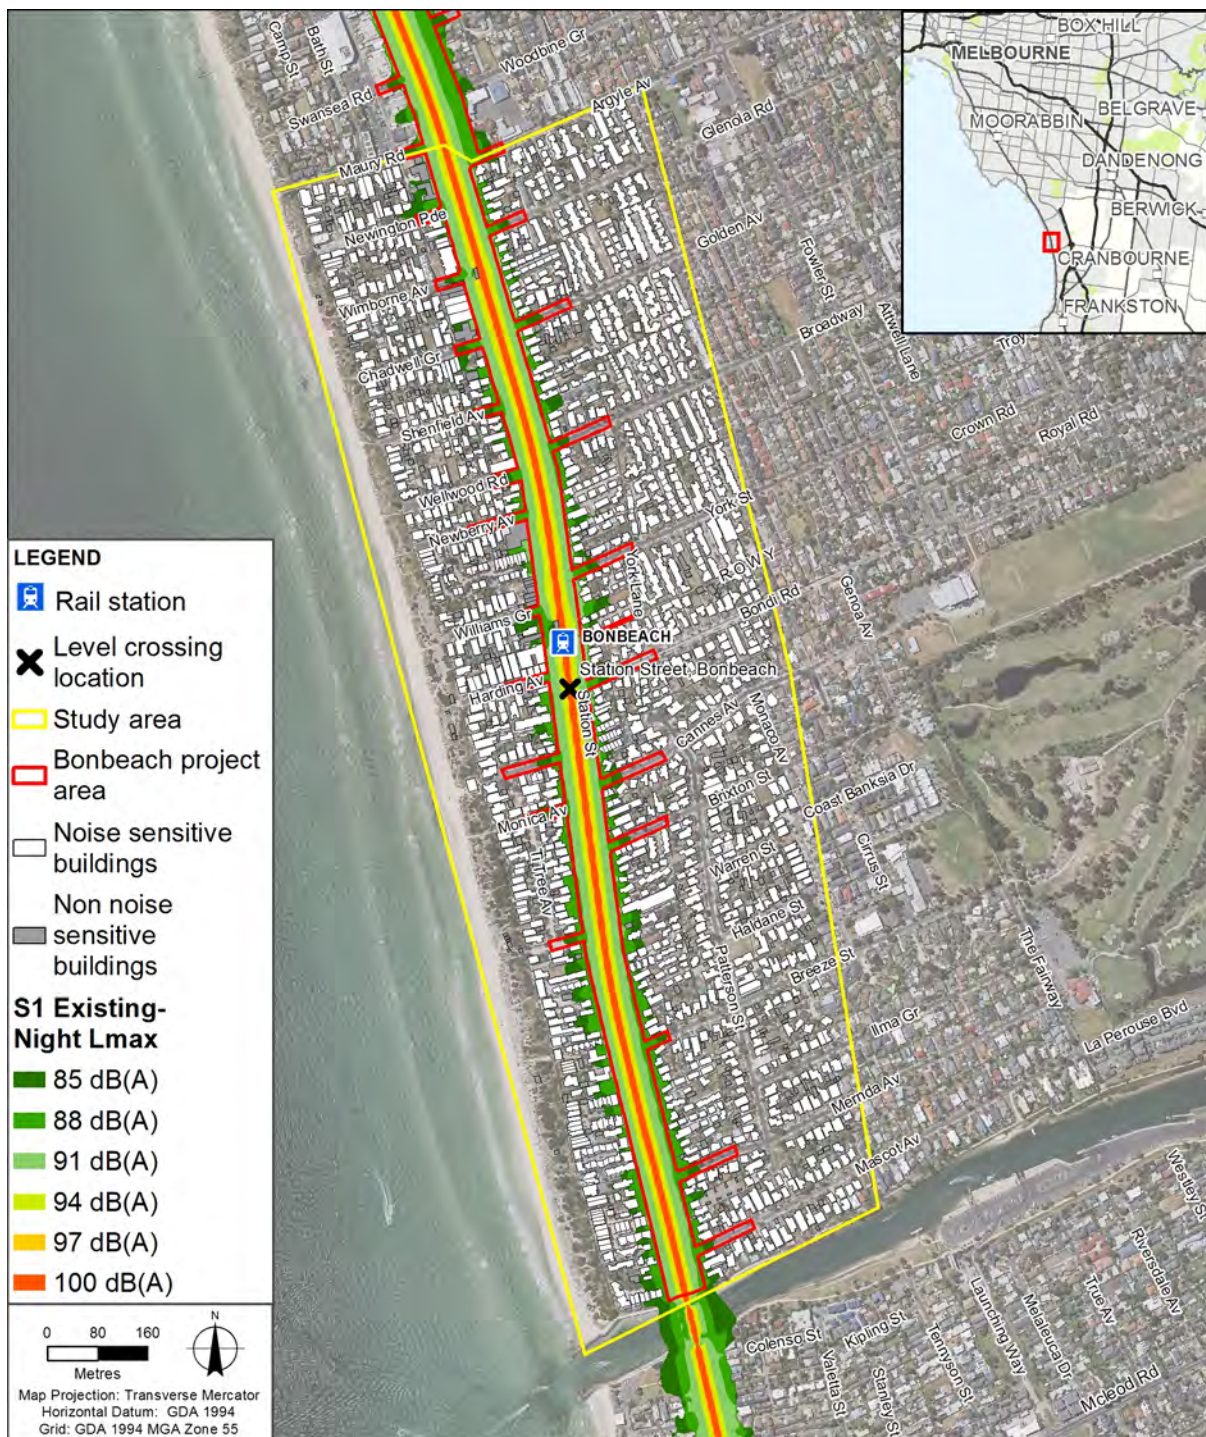 Camp St
Bath St
Woodbine Gr
Swansea Rd
Argyle Av
Glenola Rd
Maury Rd
Newington Pde
Golden Av
Wimborne Av
Fowler St
Broadway
Attwell Lane
Chadwell Gr
Troy
Crown Rd
Royal Rd
Shenfield Av
Wellwood Rd
York St
Newberry Av
R O W Y
York Lane
Bondi Rd
Genoa Av
Williams Gr
BONBEACH
Station Street, Bonbeach
Harding Av
Station St
Cannes Av
Monaco Av
Brixton St
Coast Banksia Dr
Monica Av
Warren St
Cirrus St
Ti Tree Av
Haldane St
Patterson St
Breeze St
The Fairway
Ilma Gr
La Perouse Blvd
Mernda Av
Mascot Av
Westley St
Riversdale Av
True Av
Melaleuca Dr
Launching Way
Colenso St
Kipling St
Tennyson St
Valetta St
Stanley St
Mcleod Rd
BOX HILL
MELBOURNE
BELGRAVE
MOORABBIN
DANDENONG
BERWICK
CRANBOURNE
FRANKSTON
LEGEND
Rail station
Level crossing
location
Study area
Bonbeach project
area
Noise sensitive
buildings
Non noise
sensitive
buildings
S1 Existing-
Night Lmax
85 dB(A)
88 dB(A)
91 dB(A)
94 dB(A)
97 dB(A)
100 dB(A)
0 80 160
Metres
N
Map Projection: Transverse Mercator
Horizontal Datum: GDA 1994
Grid: GDA 1994 MGA Zone 55